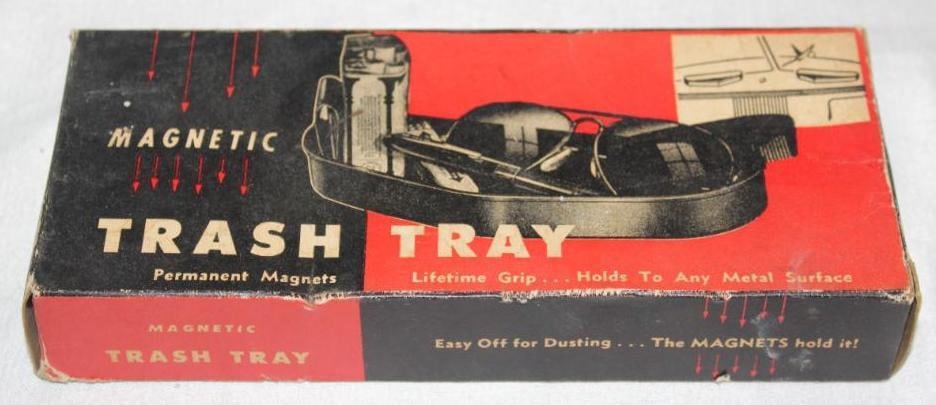 MAGNETIC
TRASH TRAY
Permanent Magnets
Lifetime Grip... Holds To Any Metal Surface
MAGNETIC
TRASH TRAY
Easy Off for Dusting... The MAGNETS hold it!